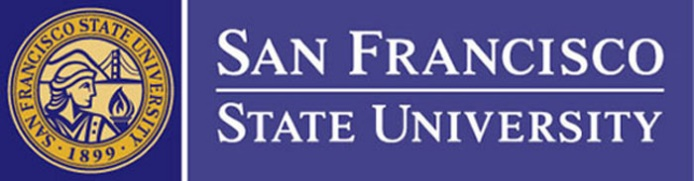 SAN FRANCISCO STATE UNIVERSITY
· 1899 ·
SAN FRANCISCO
STATE UNIVERSITY